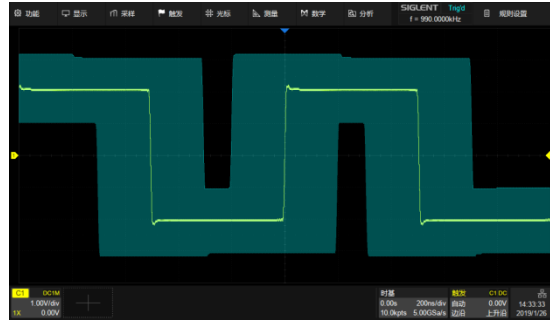 功能 显示 采样 触发 光标 测量 数学 分析 SIGLENT Trig'd 规则设置
f = 990.0000kHz
C1 DC1M
1.00V/div
1X 0.00V
时基
0.00s 200ns/div
10.0kpts 5.00GSa/s
触发 C1 DC
自动 0.00V
边沿 上升沿
14:33:33
2019/1/26